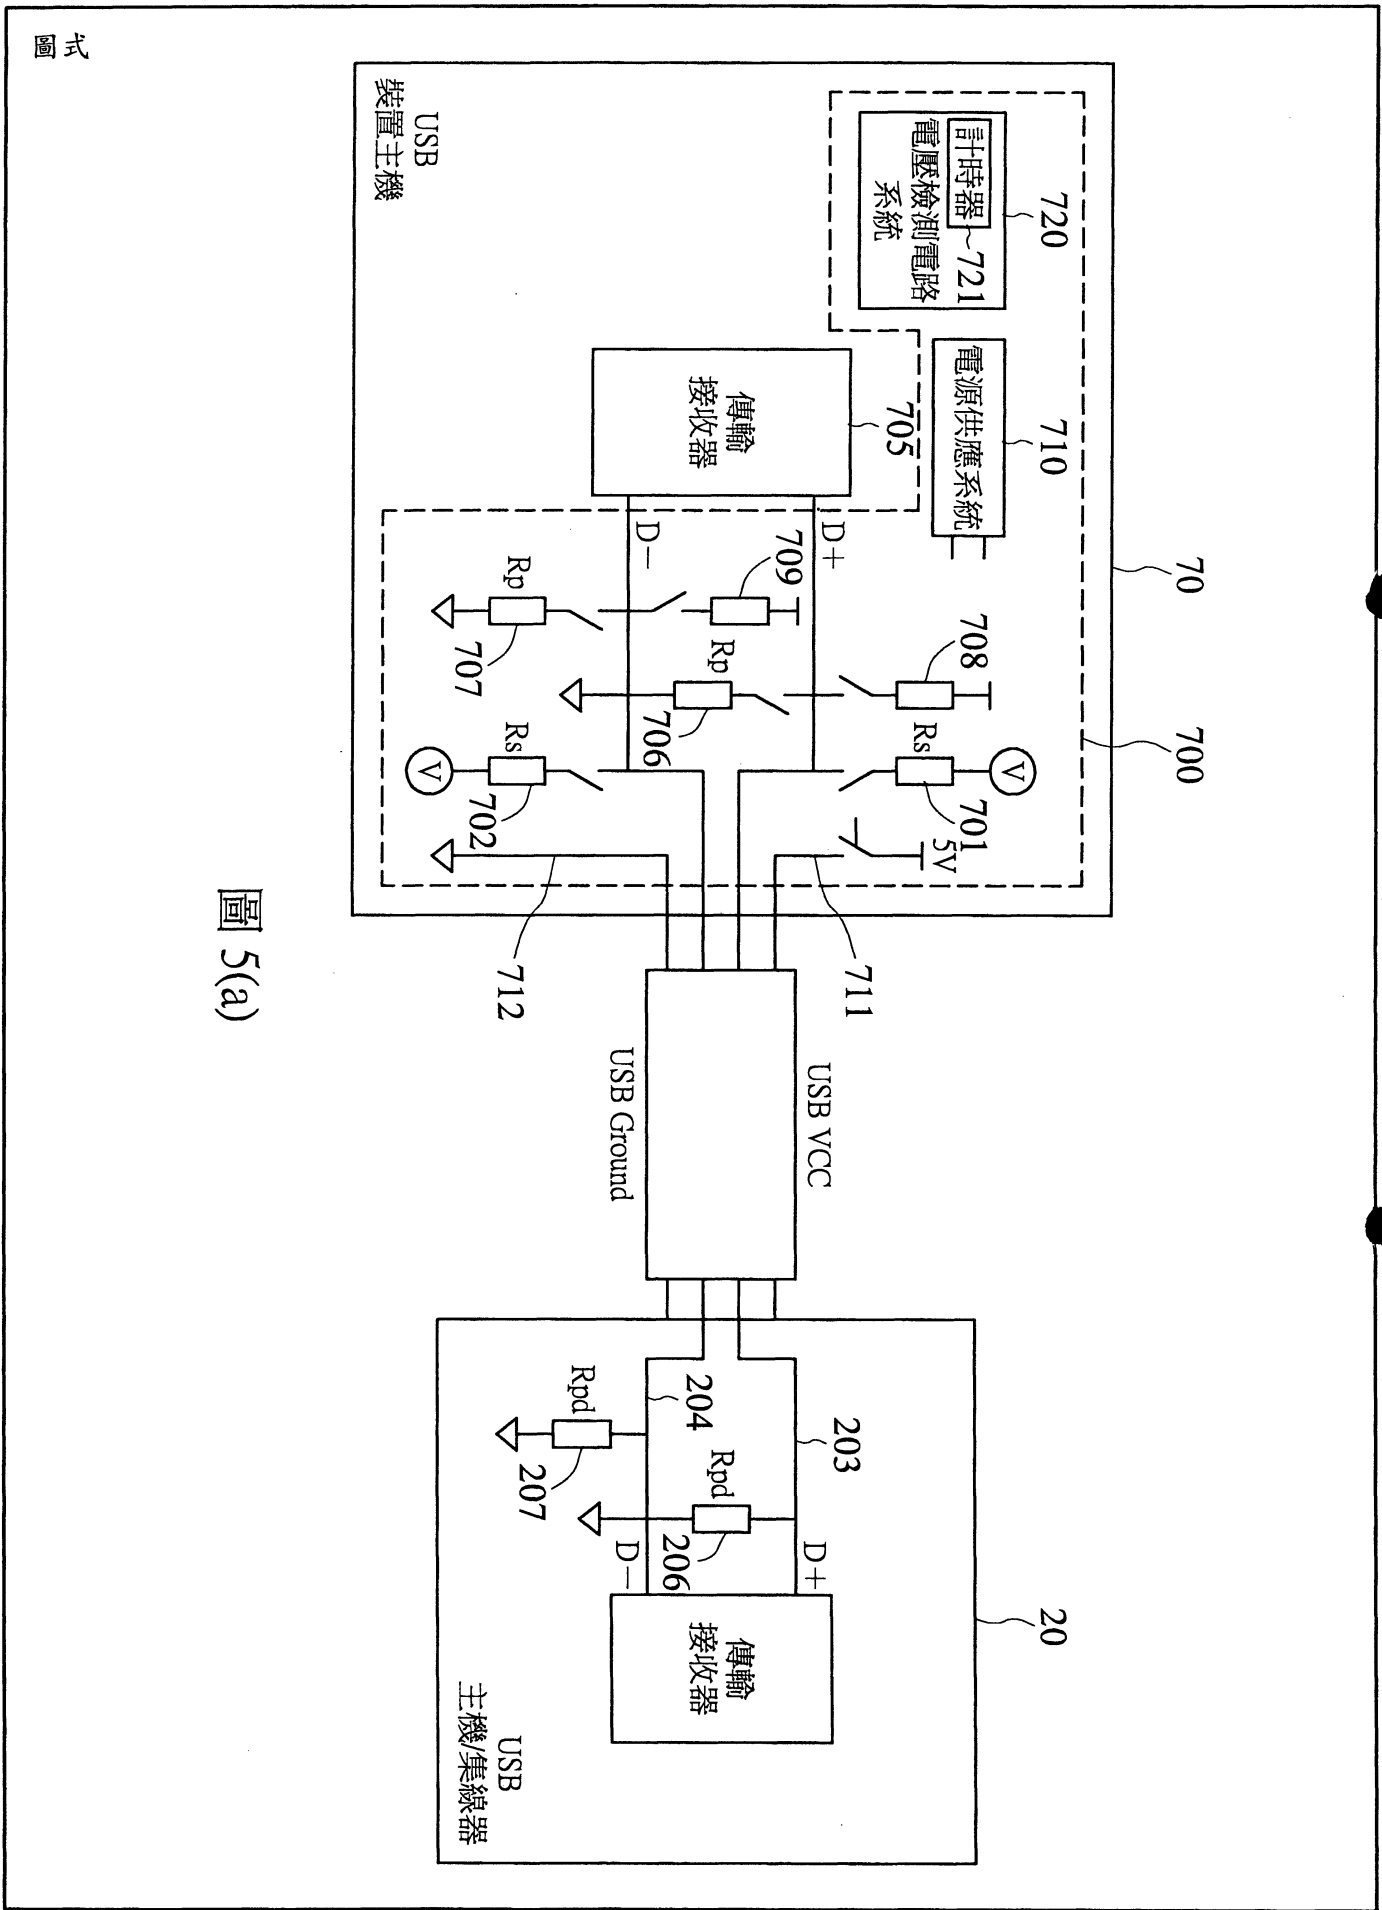 圖式
70
700
720
計時器
721
電壓檢測電路
系統
710
電源供應系統
705
傳輸
接收器
D+
D-
708
709
701
Rs
V
5V
711
Rp
706
Rp
707
Rs
702
V
712
USB
裝置主機
USB VCC
USB Ground
20
203
204
Rpd
206
Rpd
207
D+
D-
傳輸
接收器
USB
主機/集線器
圖 5(a)